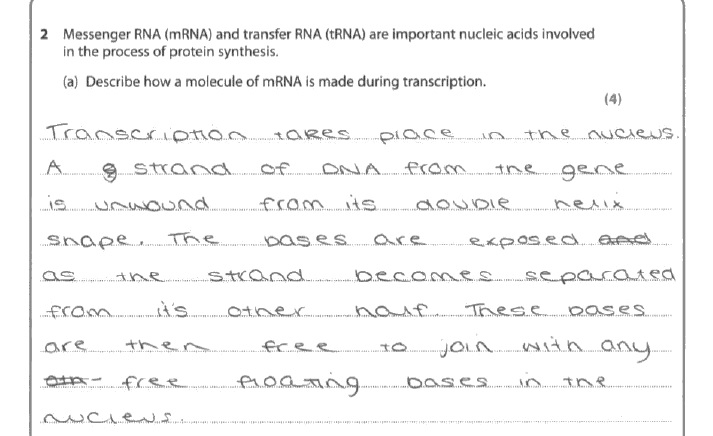 2 Messenger RNA (mRNA) and transfer RNA (tRNA) are important nucleic acids involved
in the process of protein synthesis.
(a) Describe how a molecule of mRNA is made during transcription.
(4)
Transcription takes place in the nucleus.
A strand of DNA from the gene
is unwound from its double helix
shape. The bases are exposed and
as the strand becomes separated
from it's other half. These bases
are then free to join with any
free floating bases in the
nucleus.